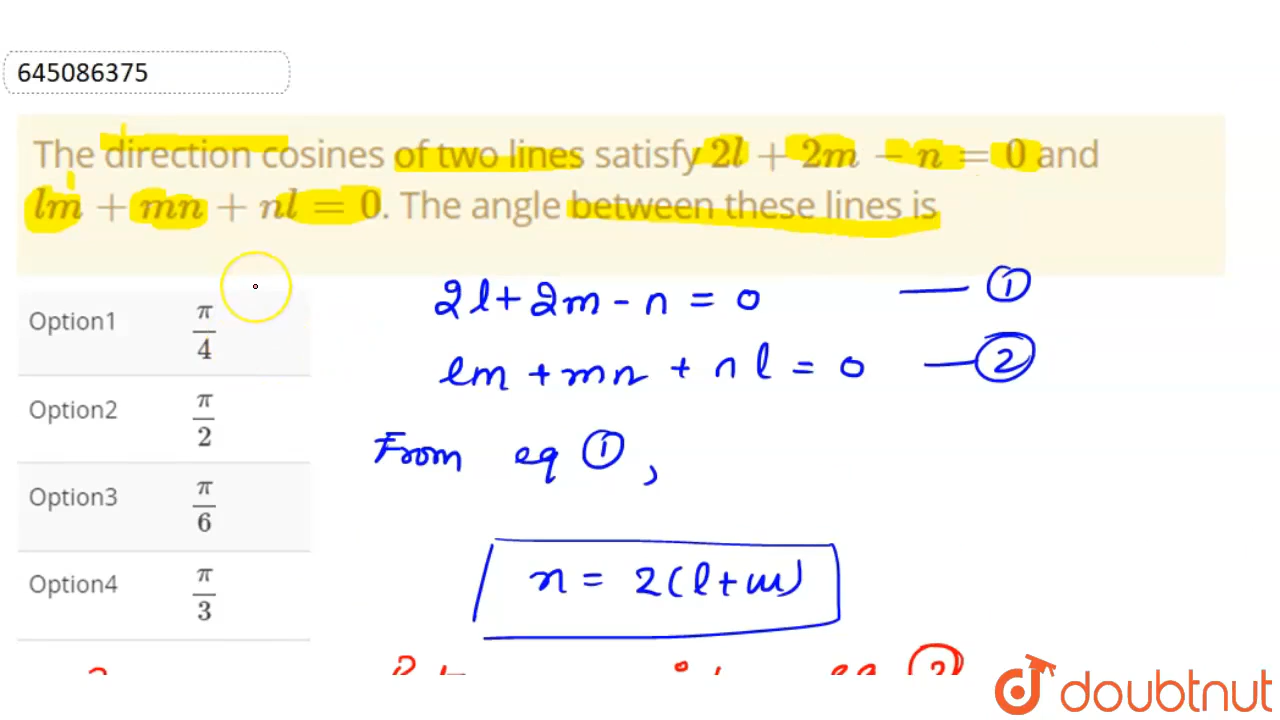 645086375
The direction cosines of two lines satisfy 2l + 2m − n = 0 and
lm + mn + nl = 0. The angle between these lines is
Option1 π/4
Option2 π/2
Option3 π/6
Option4 π/3
2l + 2m - n = 0 — ①
lm + mn + nl = 0 — ②
From eq ①,
n = 2(l+m)
doubtnut